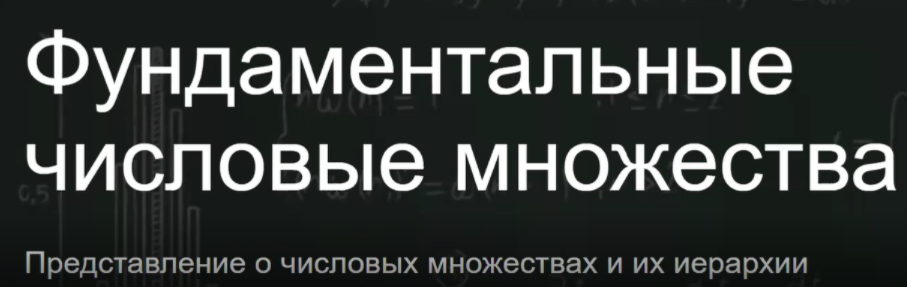 Фундаментальные
числовые множества
Представление о числовых множествах и их иерархии